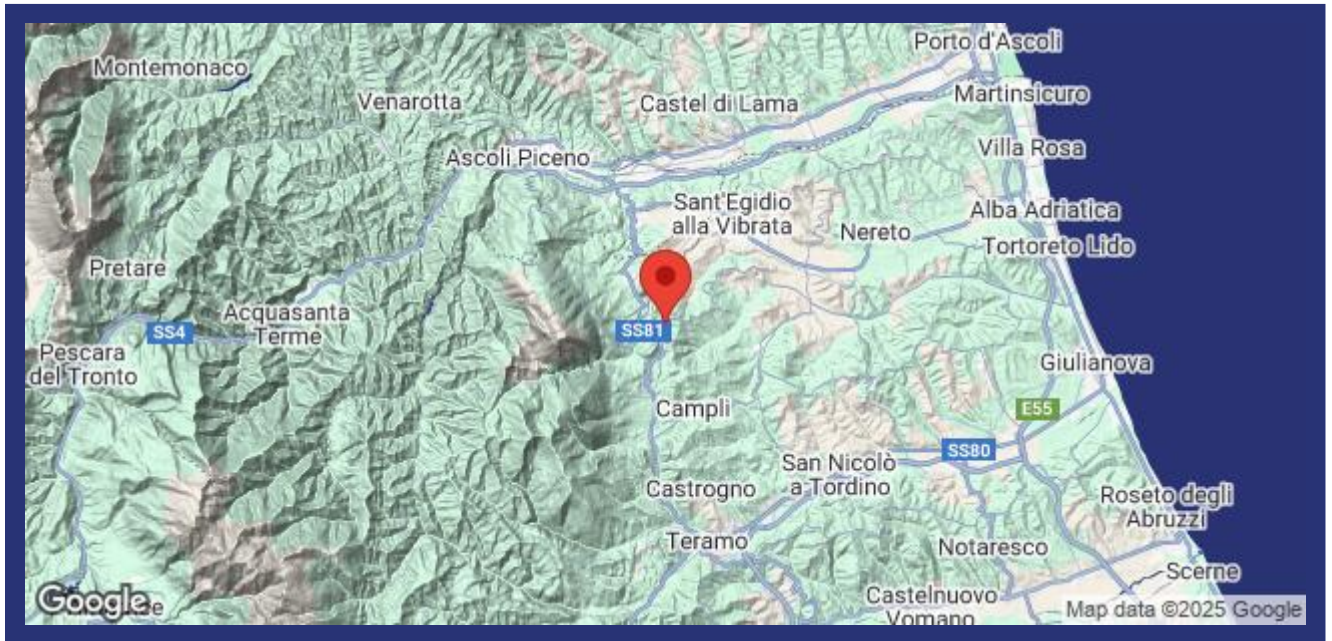 Porto d'Ascoli
Montemonaco
Venarotta
Castel di Lama
Martinsicuro
Villa Rosa
Ascoli Piceno
Sant'Egidio
alla Vibrata
Alba Adriatica
Nereto
Tortoreto Lido
Pretare
Acquasanta
Terme
SS4
SS81
Pescara
del Tronto
Giulianova
Campli
E55
SS80
San Nicolò
a Tordino
Castrogno
Roseto degli
Abruzzi
Teramo
Notaresco
Scerne
Castelnuovo
Vomano
Google
Map data ©2025 Google